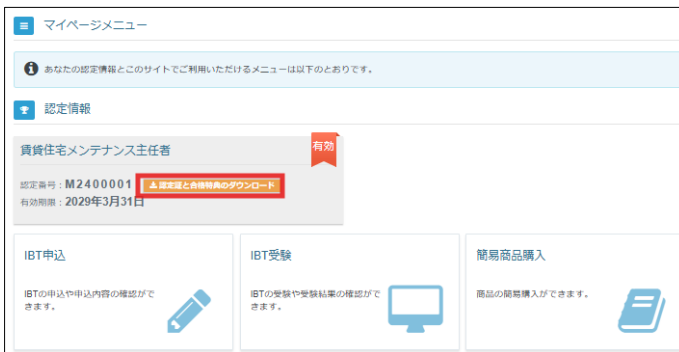 マイページメニュー
あなたの認定情報とこのサイトでご利用いただけるメニューは以下のとおりです。
認定情報
賃貸住宅メンテナンス主任者
有効
認定番号：M2400001 認定証と合格特典のダウンロード
有効期限：2029年3月31日
IBT申込
IBTの申込や申込内容の確認がで
きます。
IBT受験
IBTの受験や受験結果の確認がで
きます。
簡易商品購入
商品の簡易購入ができます。